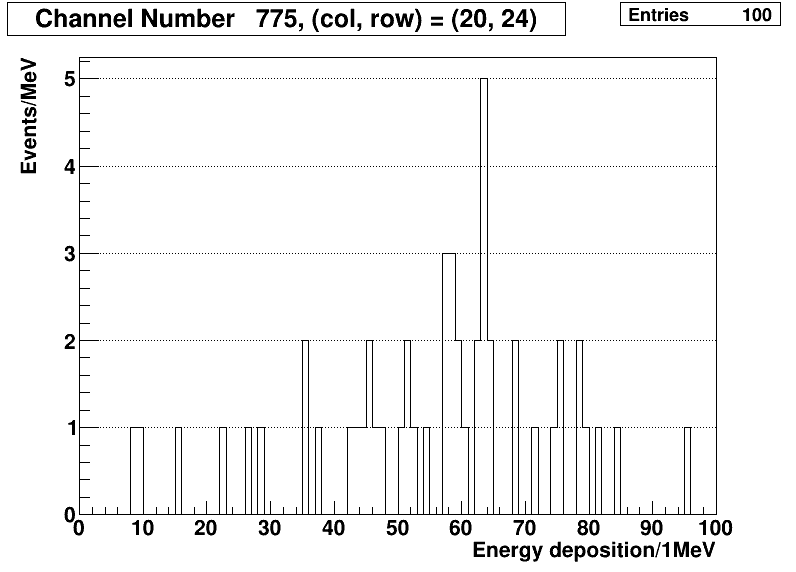 Channel Number 775, (col, row) = (20, 24)
Entries 100
Events/MeV
5
4
3
2
1
0
0 10 20 30 40 50 60 70 80 90 100
Energy deposition/1MeV